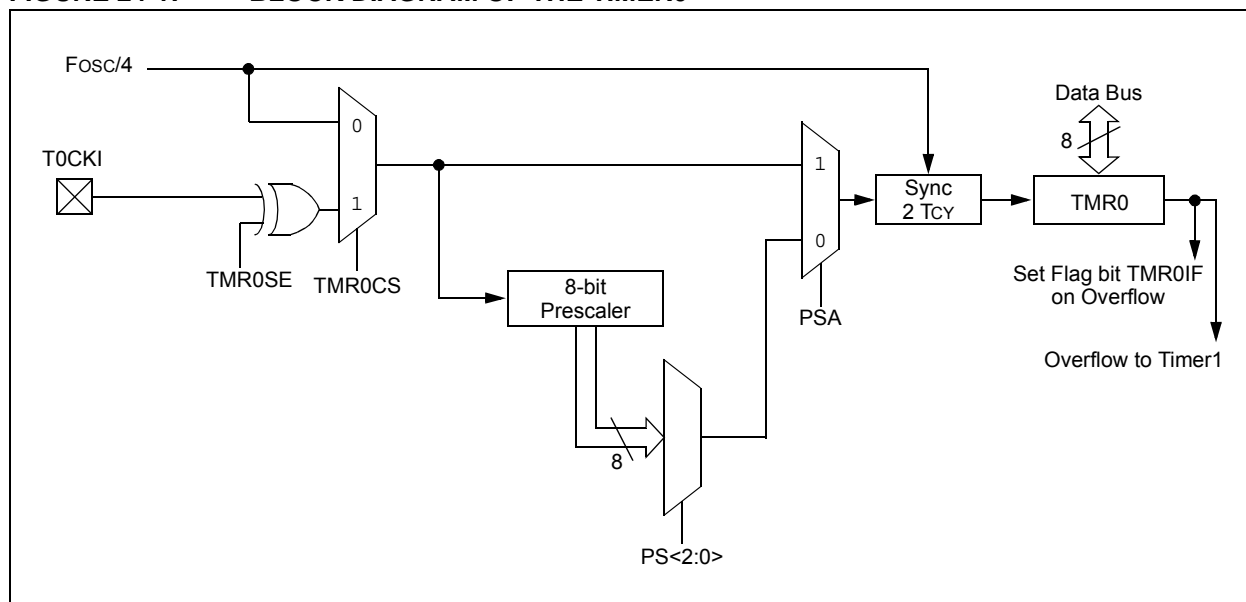 FOSC/4
Data Bus
8
T0CKI
0
1
1
0
Sync
2 TCY
TMR0
TMR0SE
TMR0CS
8-bit
Prescaler
PSA
Set Flag bit TMR0IF
on Overflow
Overflow to Timer1
8
PS<2:0>